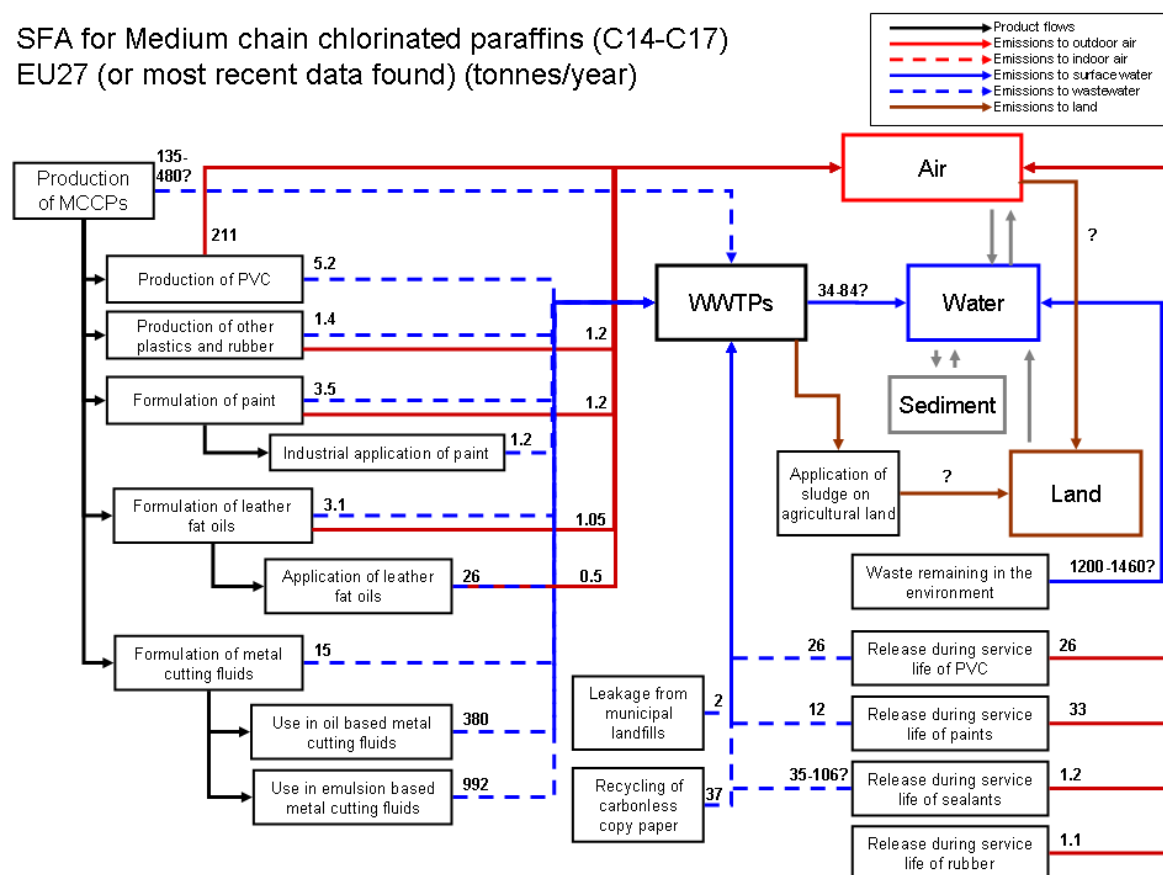 SFA for Medium chain chlorinated paraffins (C14-C17)
EU27 (or most recent data found) (tonnes/year)
Product flows
Emissions to outdoor air
Emissions to indoor air
Emissions to surface water
Emissions to wastewater
Emissions to land
Production
of MCCPs
135-
480?
Air
211
?
Production of PVC
5.2
WWTPs
34-84?
Water
Production of other
plastics and rubber
1.4
1.2
Formulation of paint
3.5
1.2
Sediment
Industrial application of paint
1.2
Application of
sludge on
agricultural land
?
Land
Formulation of leather
fat oils
3.1
1.05
Application of leather
fat oils
26
0.5
Waste remaining in the
environment
1200-1460?
Formulation of metal
cutting fluids
15
26
Release during service
life of PVC
26
Leakage from
municipal
landfills
2
12
Release during service
life of paints
33
Use in oil based metal
cutting fluids
380
Use in emulsion based
metal cutting fluids
992
Recycling of
carbonless
copy paper
37
35-106?
Release during service
life of sealants
1.2
Release during service
life of rubber
1.1